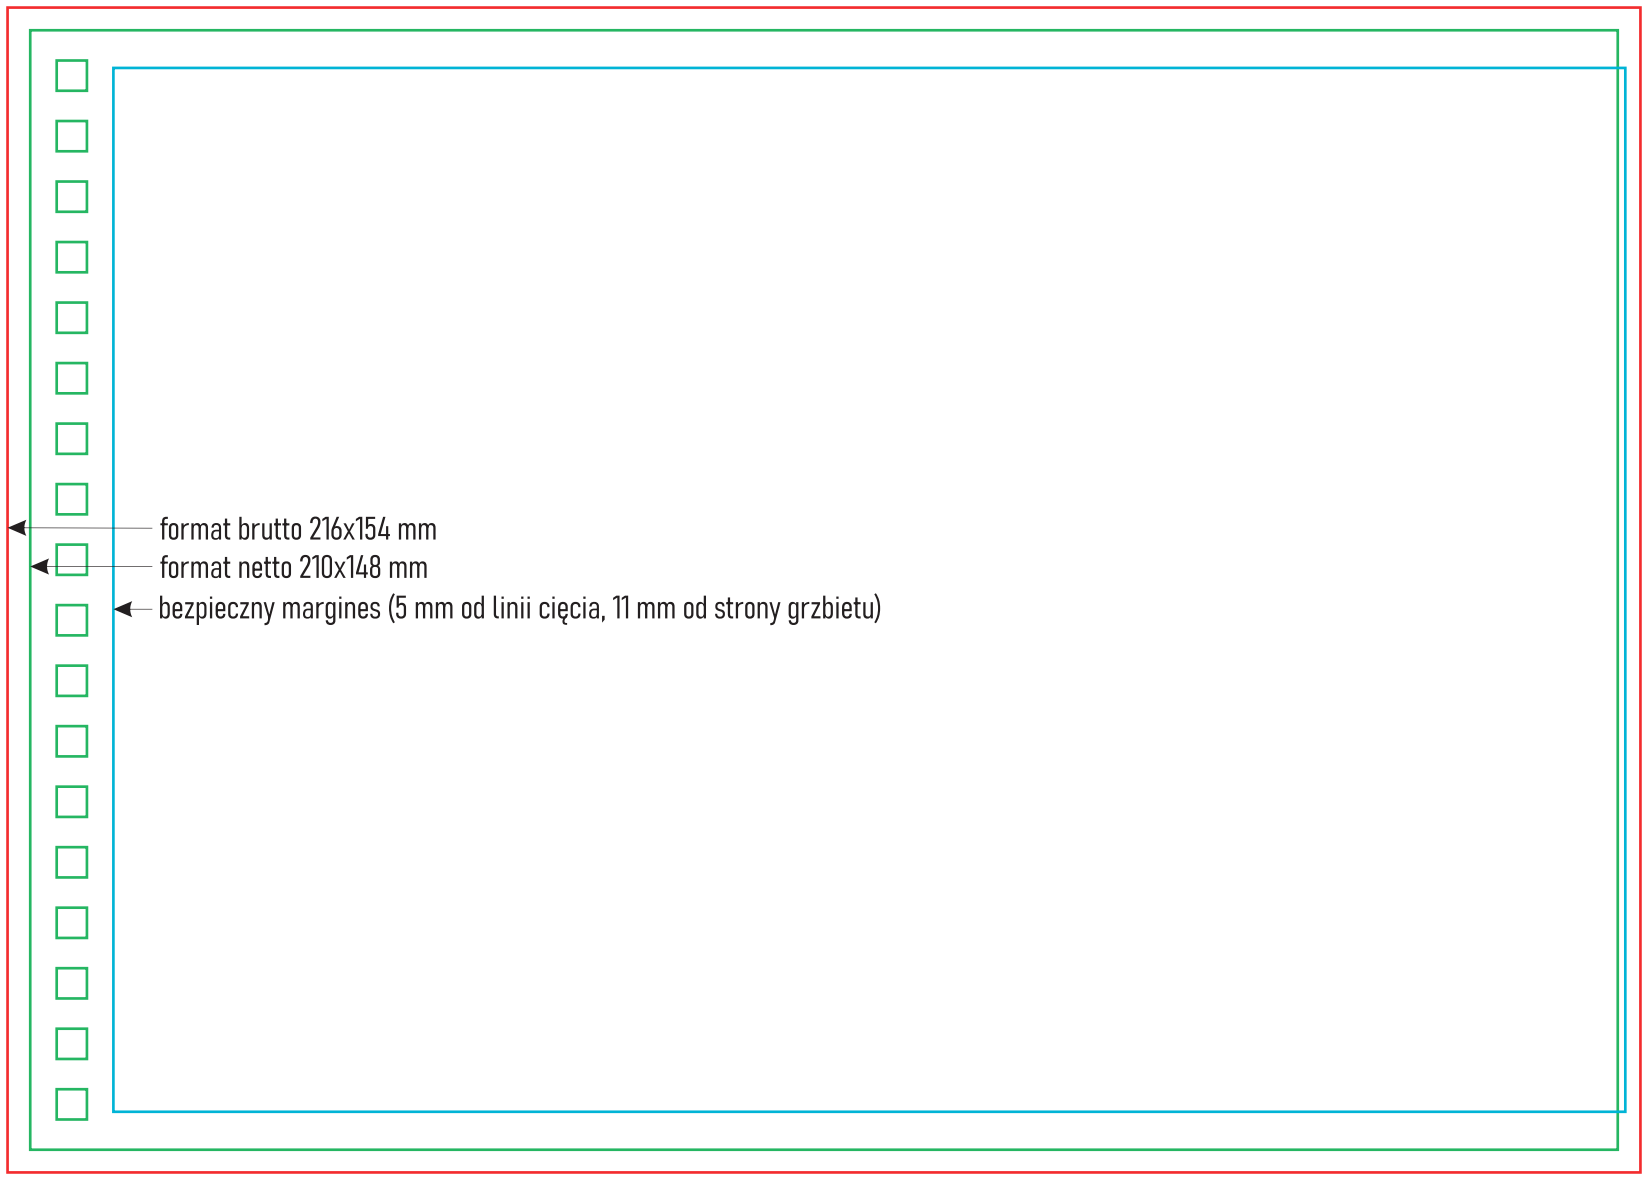 format brutto 216x154 mm
format netto 210x148 mm
bezpieczny margines (5 mm od linii cięcia, 11 mm od strony grzbietu)